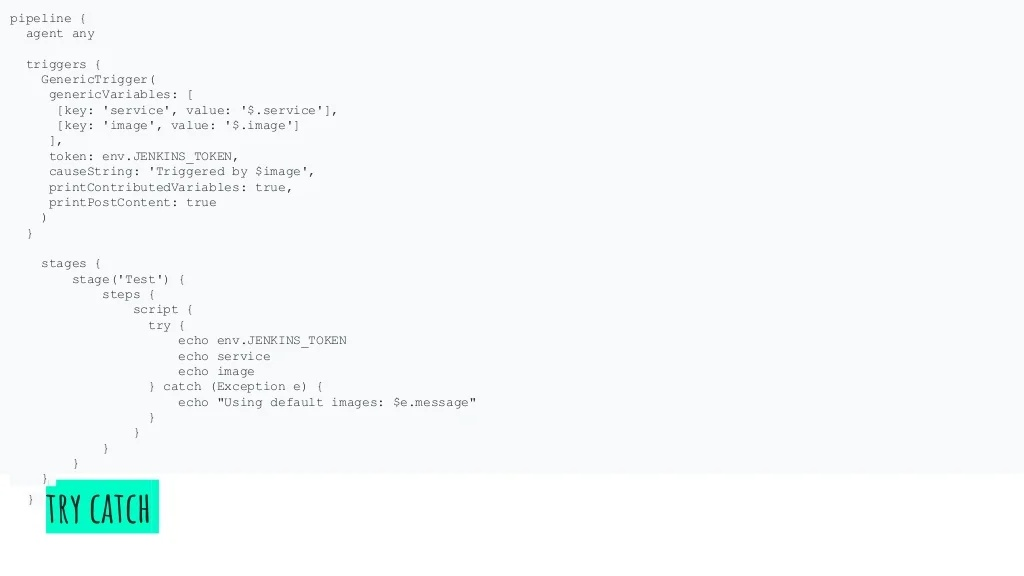 pipeline {
agent any
triggers {
GenericTrigger(
genericVariables: [
[key: 'service', value: '$.service'],
[key: 'image', value: '$.image']
],
token: env.JENKINS_TOKEN,
causeString: 'Triggered by $image',
printContributedVariables: true,
printPostContent: true
)
}
stages {
stage('Test') {
steps {
script {
try {
echo env.JENKINS_TOKEN
echo service
echo image
} catch (Exception e) {
echo "Using default images: $e.message"
}
}
}
}
}
}
TRY CATCH